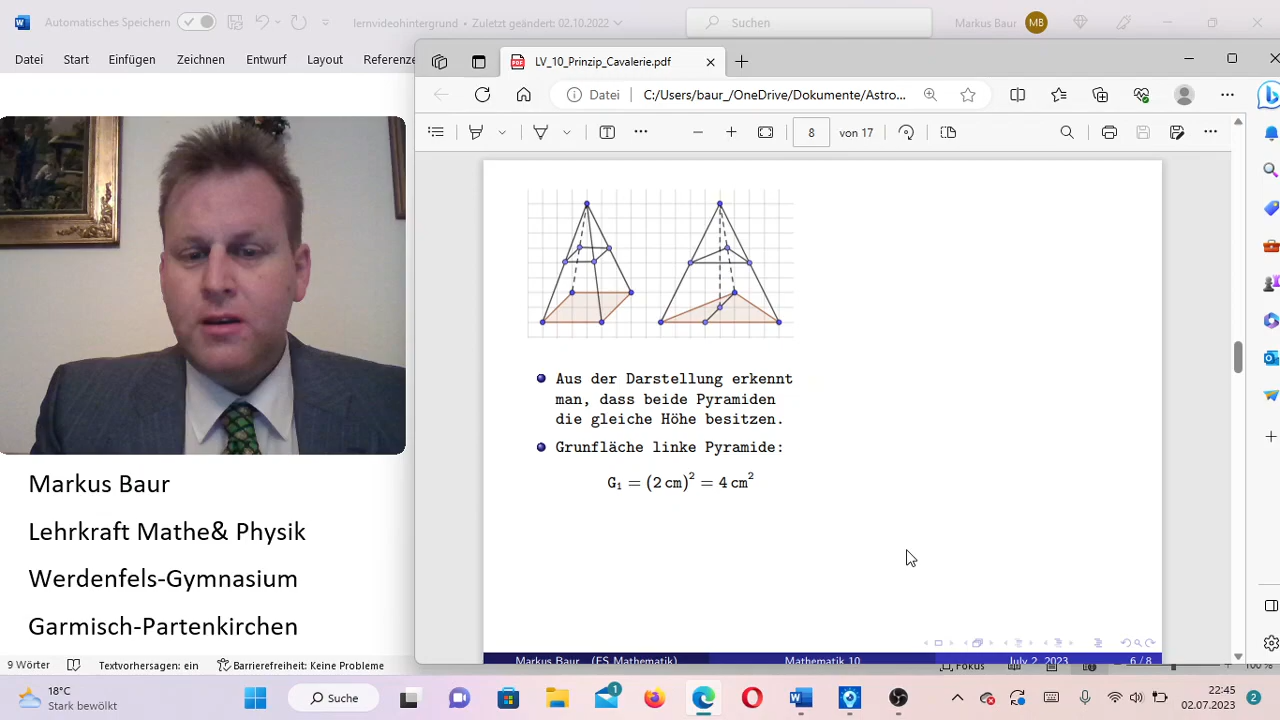 Automatisches Speichern
lernvideohintergrund • Zuletzt geändert: 02.10.2022
Suchen
Markus Baur
MB
Datei Start Einfügen Zeichnen Entwurf Layout Referenze
LV_10_Prinzip_Cavalerie.pdf
Datei
C:/Users/baur_/OneDrive/Dokumente/Astro...
8 von 17
Aus der Darstellung erkennt
man, dass beide Pyramiden
die gleiche Höhe besitzen.
Grunfläche linke Pyramide:
G₁ = (2 cm)² = 4 cm²
Markus Baur (FS Mathematik) Mathematik 10 July 2, 2023 6 / 8
Markus Baur
Lehrkraft Mathe& Physik
Werdenfels-Gymnasium
Garmisch-Partenkirchen
9 Wörter Textvorhersagen: ein Barrierefreiheit: Keine Probleme Fokus 100 %
18°C
Stark bewölkt
Suche
1
22:45
02.07.2023
2